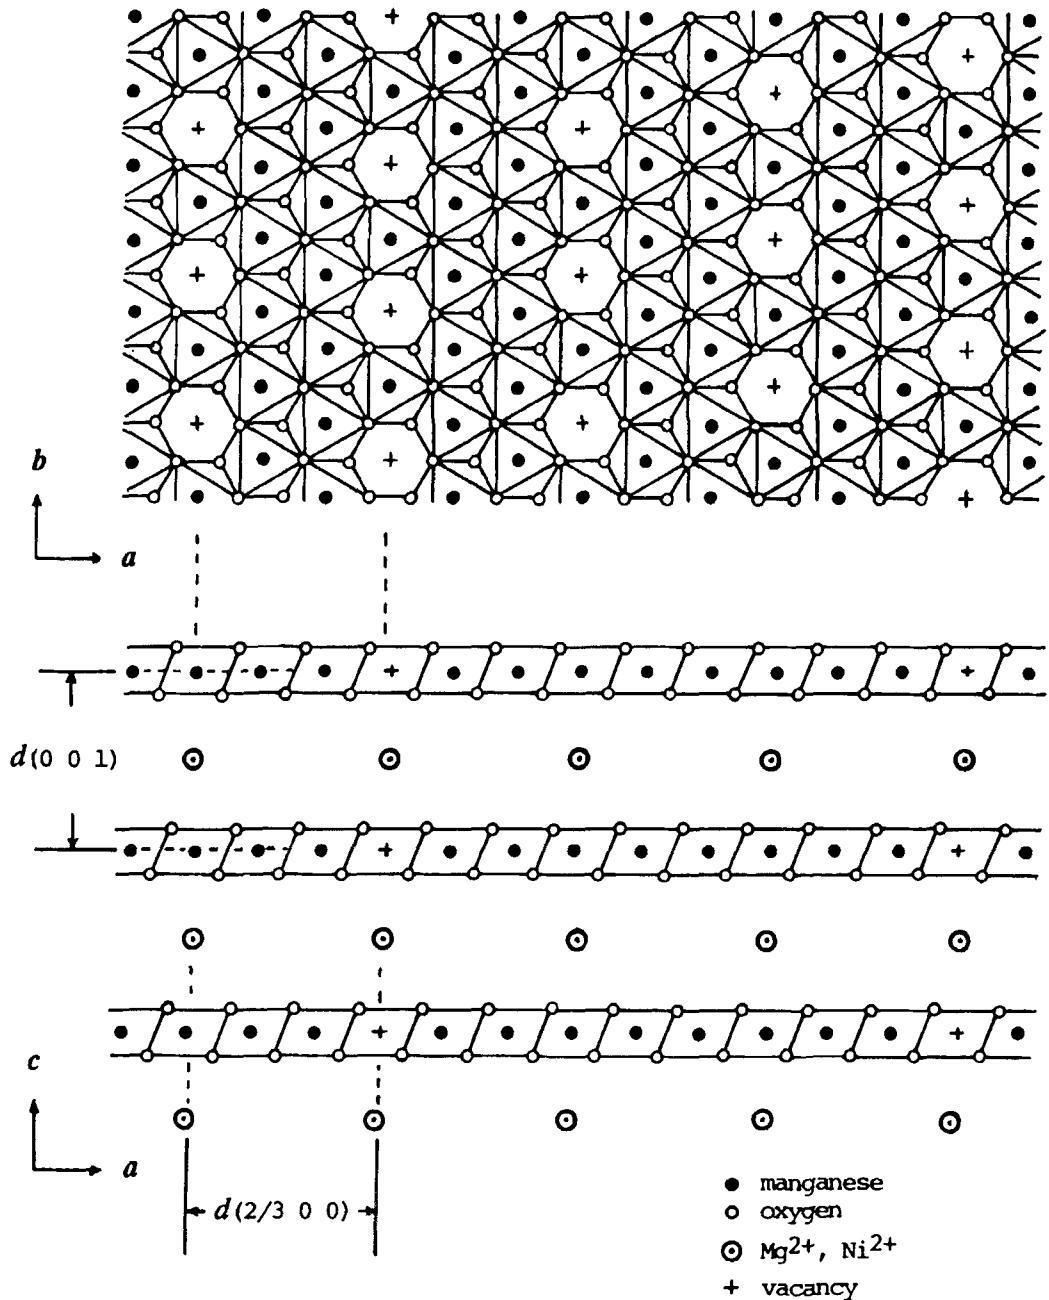 b
a
d(0 0 1)
c
a
d(2/3 0 0)
manganese
oxygen
Mg2+, Ni2+
vacancy